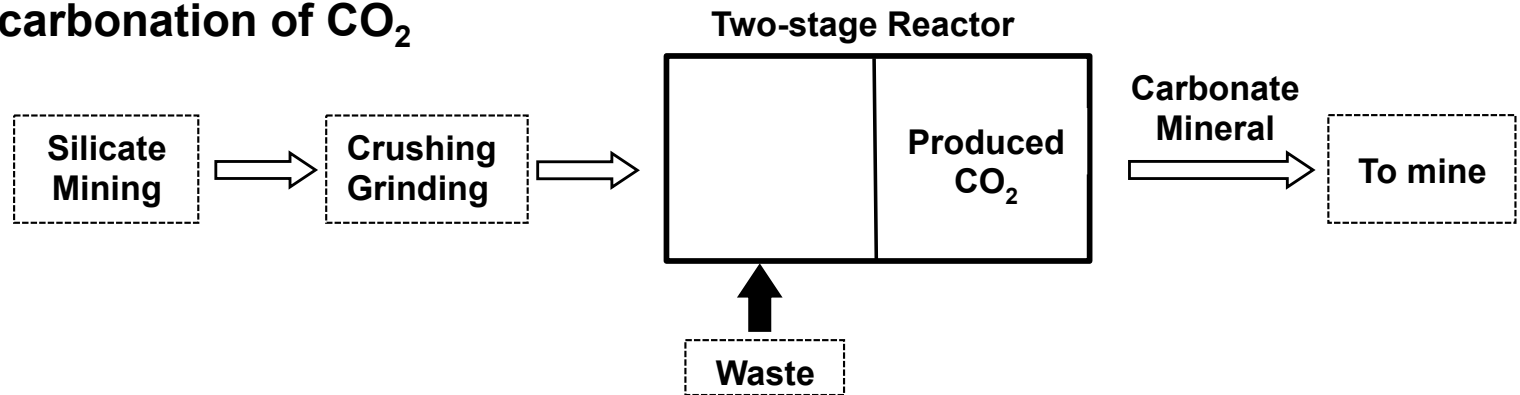 carbonation of CO₂
Two-stage Reactor
Silicate
Mining
Crushing
Grinding
Produced
CO₂
Carbonate
Mineral
To mine
Waste